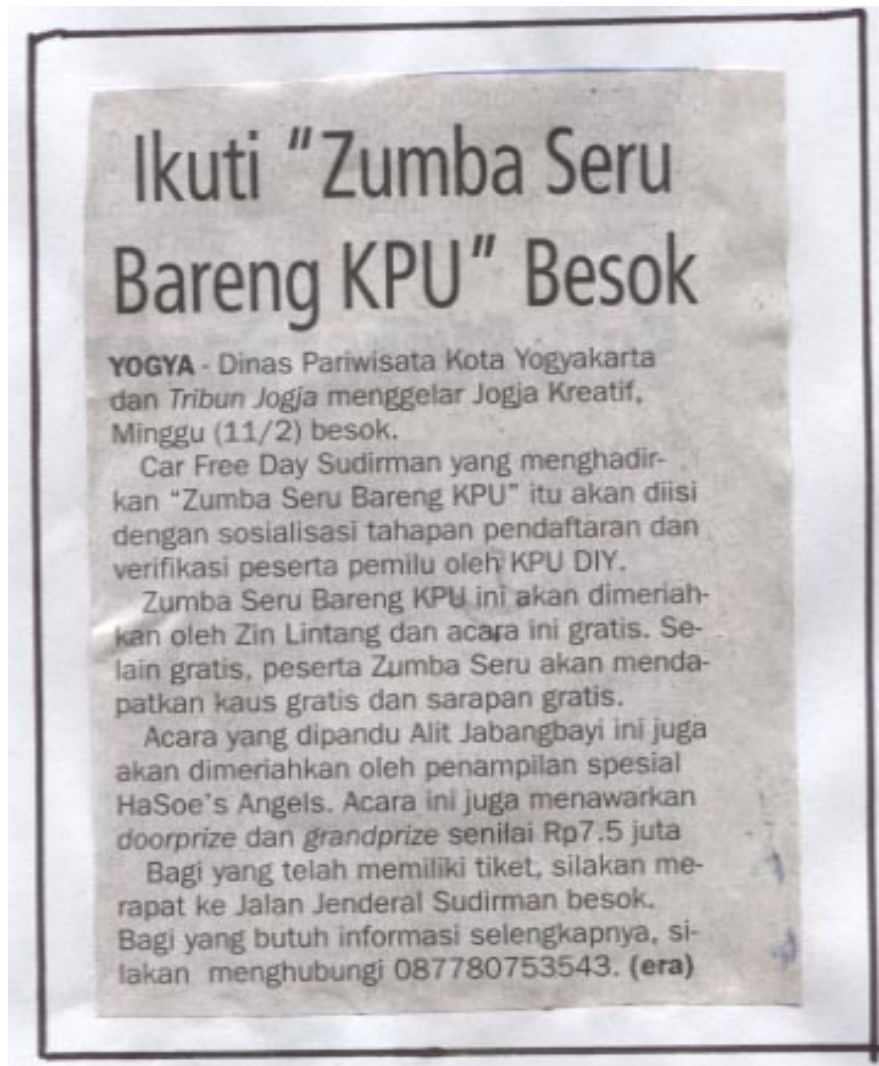 Ikuti "Zumba Seru
Bareng KPU" Besok
YOGYA - Dinas Pariwisata Kota Yogyakarta
dan Tribun Jogja menggelar Jogja Kreatif,
Minggu (11/2) besok.
Car Free Day Sudirman yang menghadir-
kan "Zumba Seru Bareng KPU" itu akan diisi
dengan sosialisasi tahapan pendaftaran dan
verifikasi peserta pemilu oleh KPU DIY.
Zumba Seru Bareng KPU ini akan dimeriah-
kan oleh Zin Lintang dan acara ini gratis. Se-
lain gratis, peserta Zumba Seru akan menda-
patkan kaus gratis dan sarapan gratis.
Acara yang dipandu Alit Jabangbayi ini juga
akan dimeriahkan oleh penampilan spesial
HaSoe's Angels. Acara ini juga menawarkan
doorprize dan grandprize senilai Rp7.5 juta
Bagi yang telah memiliki tiket, silakan me-
rapat ke Jalan Jenderal Sudirman besok.
Bagi yang butuh informasi selengkapnya, si-
lakan menghubungi 087780753543. (era)